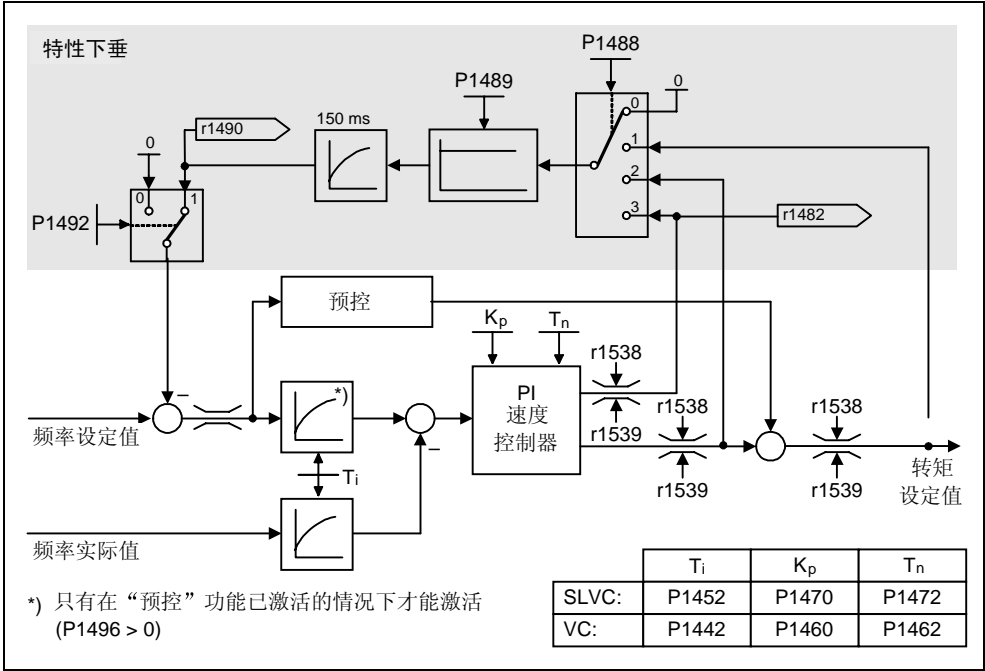 特性下垂
P1488
P1489
0
0
150 ms
r1490
1
0
2
0
1
3
r1482
P1492
预控
Kp
Tn
r1538
*)
PI
速度
控制器
–
r1538
r1538
频率设定值
r1539
–
转矩
设定值
Ti
r1539
r1539
频率实际值
Ti Kp Tn
SLVC: P1452 P1470 P1472
VC: P1442 P1460 P1462
*) 只有在“预控”功能已激活的情况下才能激活
(P1496 > 0)